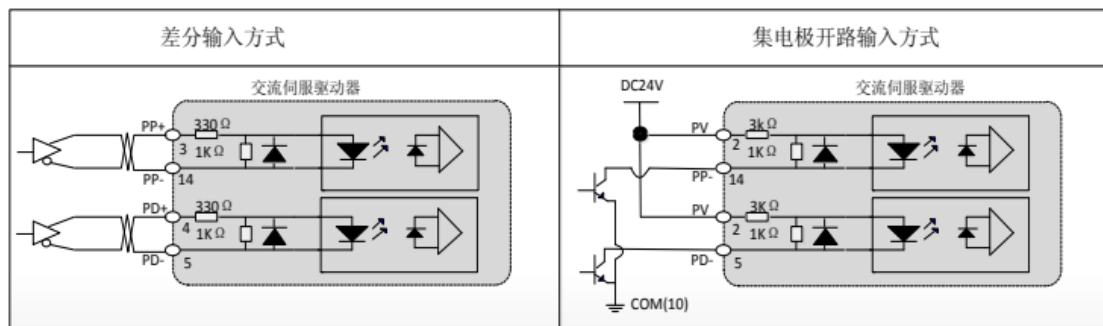 差分输入方式
集电极开路输入方式
交流伺服驱动器
PP+
330Ω
3
1KΩ
PP-
14
PD+
330Ω
4
1KΩ
PD-
5
交流伺服驱动器
DC24V
PV
3kΩ
2
1KΩ
PP-
14
PV
3KΩ
2
1KΩ
PD-
5
COM(10)